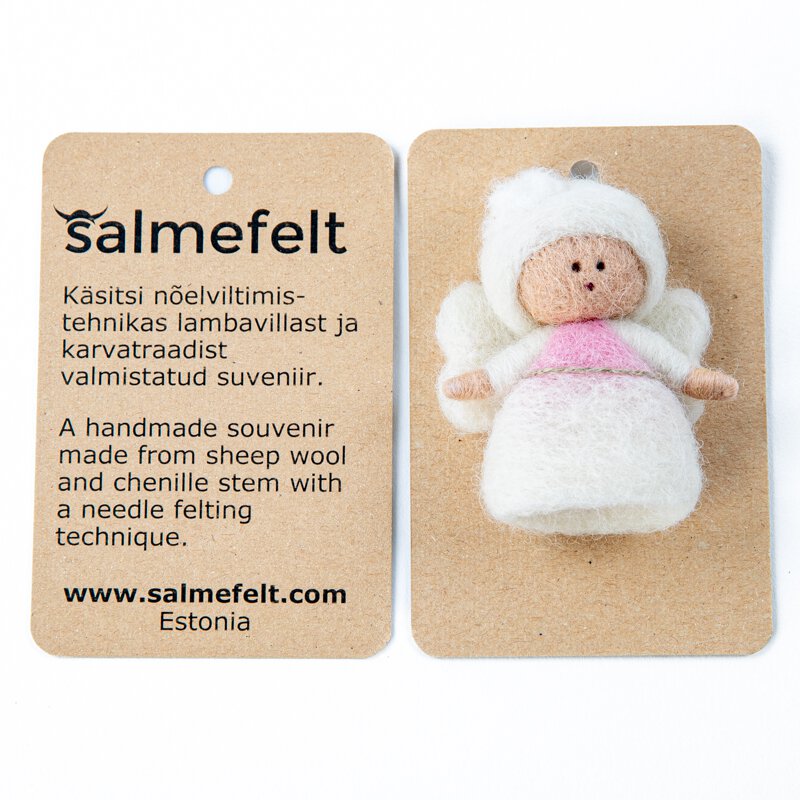 salmefelt
Käsitsi nõelviltimis-
tehnikas lambavillast ja
karvatraadist
valmistatud suveniir.
A handmade souvenir
made from sheep wool
and chenille stem with
a needle felting
technique.
www.salmefelt.com
Estonia